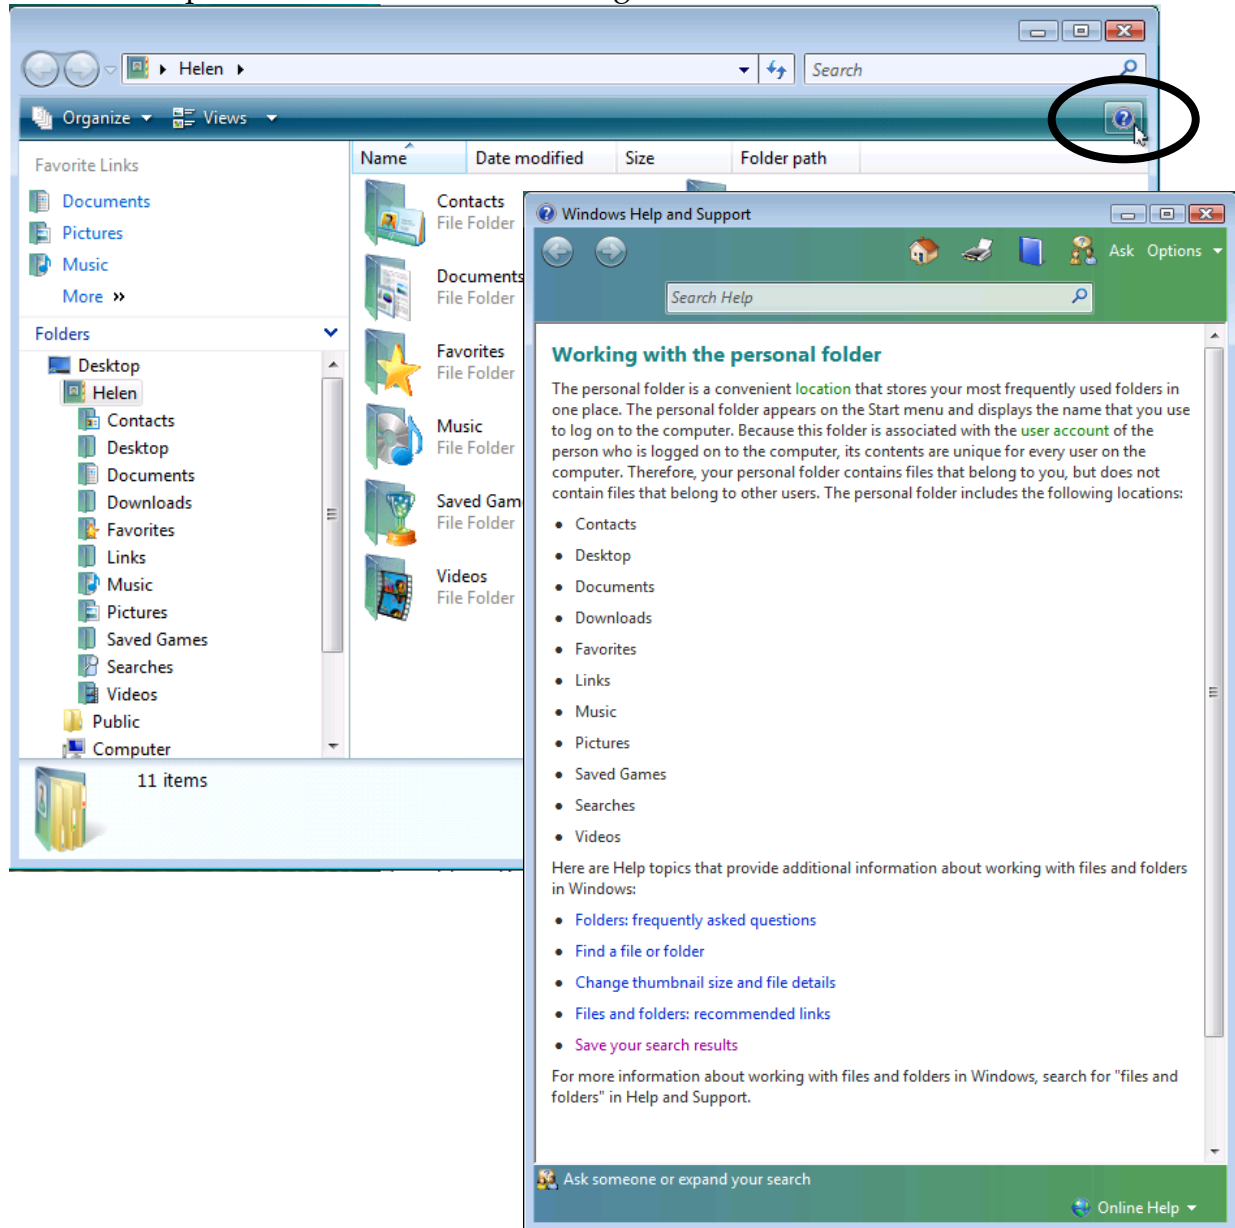 Helen
Search
Organize
Views
Name Date modified Size Folder path
Favorite Links
Documents
Pictures
Music
More »
Folders
Desktop
Helen
Contacts
Desktop
Documents
Downloads
Favorites
Links
Music
Pictures
Saved Games
Searches
Videos
Public
Computer
Contacts
File Folder
Documents
File Folder
Favorites
File Folder
Music
File Folder
Saved Gam
File Folder
Videos
File Folder
11 items
Windows Help and Support
Ask Options
Search Help
Working with the personal folder
The personal folder is a convenient location that stores your most frequently used folders in
one place. The personal folder appears on the Start menu and displays the name that you use
to log on to the computer. Because this folder is associated with the user account of the
person who is logged on to the computer, its contents are unique for every user on the
computer. Therefore, your personal folder contains files that belong to you, but does not
contain files that belong to other users. The personal folder includes the following locations:
• Contacts
• Desktop
• Documents
• Downloads
• Favorites
• Links
• Music
• Pictures
• Saved Games
• Searches
• Videos
Here are Help topics that provide additional information about working with files and folders
in Windows:
• Folders: frequently asked questions
• Find a file or folder
• Change thumbnail size and file details
• Files and folders: recommended links
• Save your search results
For more information about working with files and folders in Windows, search for "files and
folders" in Help and Support.
Ask someone or expand your search
Online Help